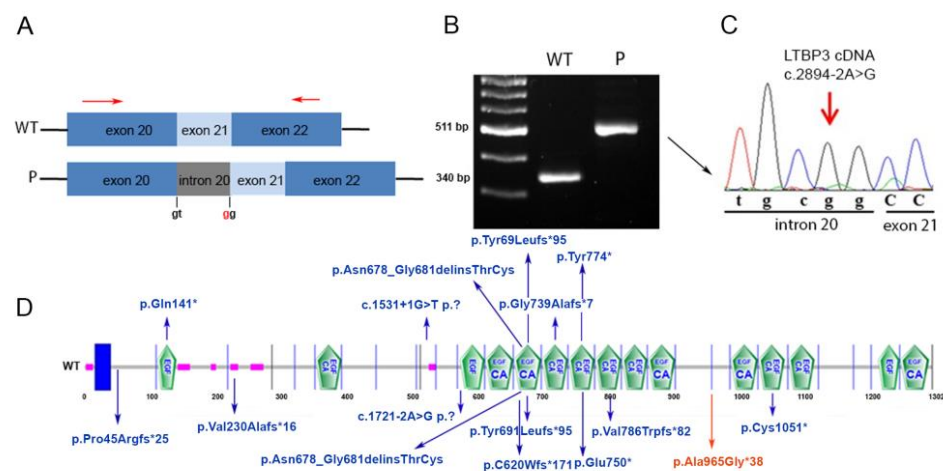 A
WT
exon 20
exon 21
exon 22
P
exon 20
intron 20
exon 21
exon 22
gt
gg
B
WT
P
511 bp
340 bp
C
LTBP3 cDNA
c.2894-2A>G
t g c g g C C
intron 20
exon 21
D
p.Tyr69Leufs*95
p.Tyr774*
p.Asn678_Gly681delinsThrCys
p.Gln141*
c.1531+1G>T p.?
p.Gly739Alafs*7
WT
EGF
EGF
EGF
EGF CA
EGF CA
EGF
EGF CA
EGF CA
EGF CA
EGF CA
EGF CA
EGF CA
EGF CA
EGF
EGF CA
0 100 200 300 400 500 600 700 800 900 1000 1100 1200 1302
c.1721-2A>G p.?
p.Pro45Argfs*25
p.Val230Alafs*16
p.Tyr691Leufs*95
p.Val786Trpfs*82
p.Cys1051*
p.Asn678_Gly681delinsThrCys
p.C620Wfs*171
p.Glu750*
p.Ala965Gly*38